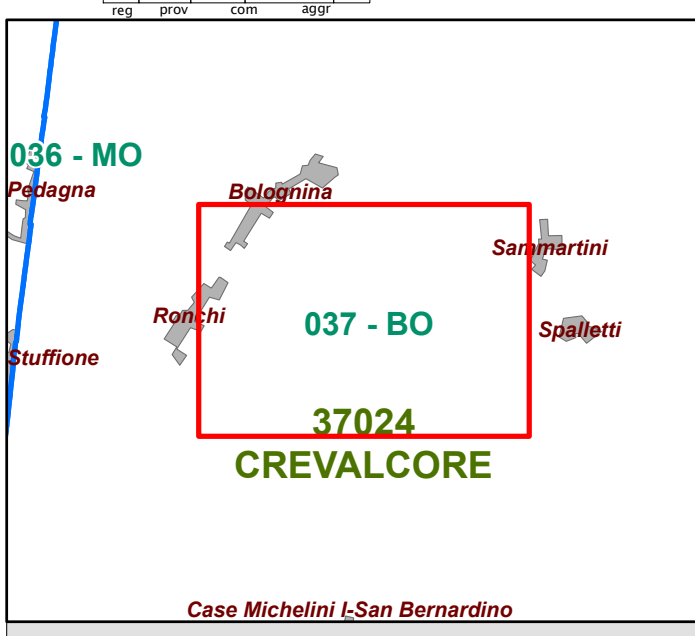 reg prov com aggr
036 - MO
Pedagna
Bolognina
Sammartini
Ronchi
037 - BO
Spalletti
Stuffione
37024
CREVALCORE
Case Michelini I-San Bernardino